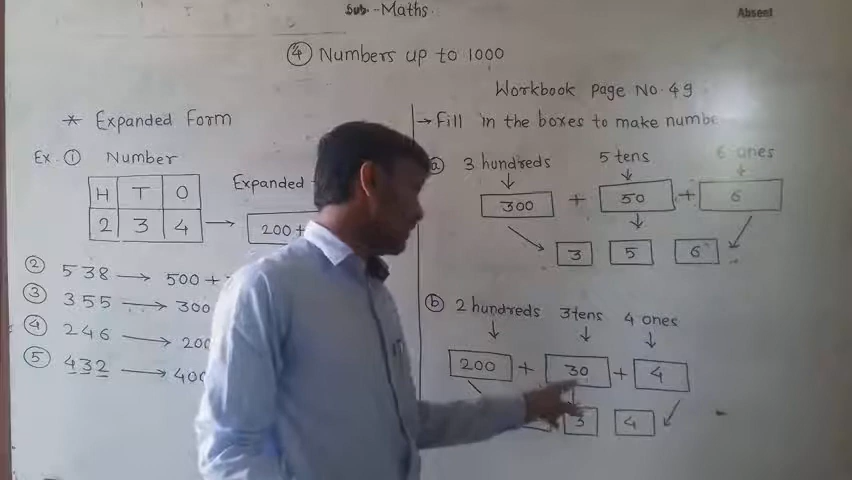 Sub. - Maths.
Absent
④ Numbers up to 1000
Workbook Page No. 49
* Expanded Form
→ Fill in the boxes to make numbe
Ex. ① Number
Expanded
H T O
2 3 4 → 200 +
② 538 → 500 +
③ 355 → 300
④ 246 → 200
⑤ 432 → 400
ⓐ 3 hundreds 5 tens 6 ones
300 + 50 + 6
3 5 6
ⓑ 2 hundreds 3 tens 4 ones
200 + 30 + 4
3 4